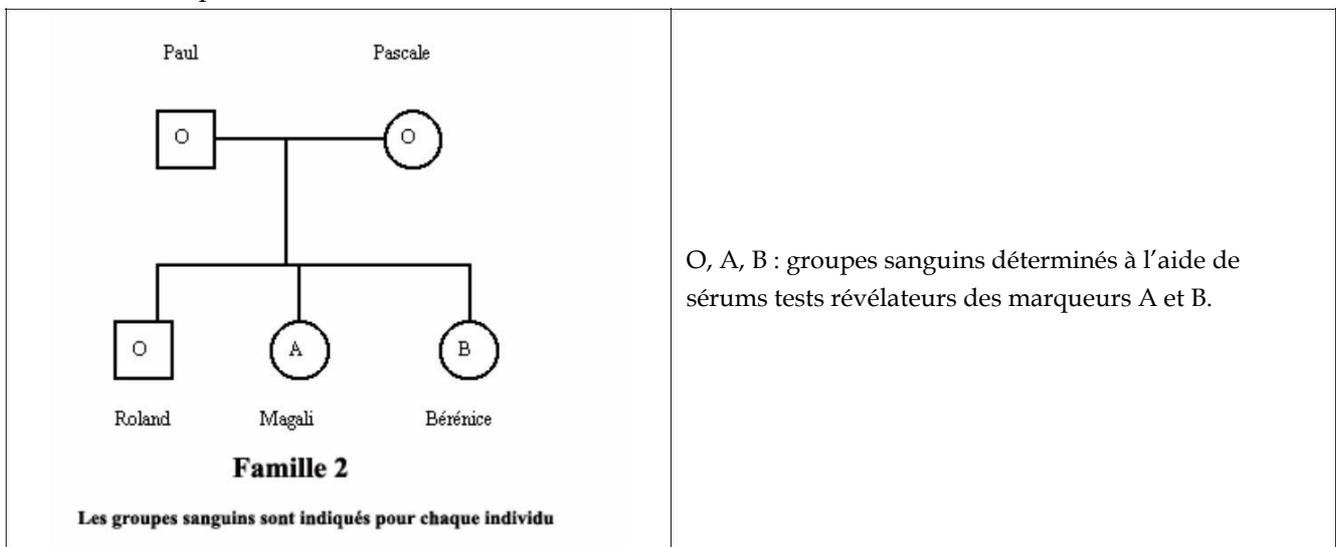 Paul Pascale
O O
O A B
Roland Magali Bérénice
Famille 2
Les groupes sanguins sont indiqués pour chaque individu
O, A, B : groupes sanguins déterminés à l'aide de
sérums tests révélateurs des marqueurs A et B.